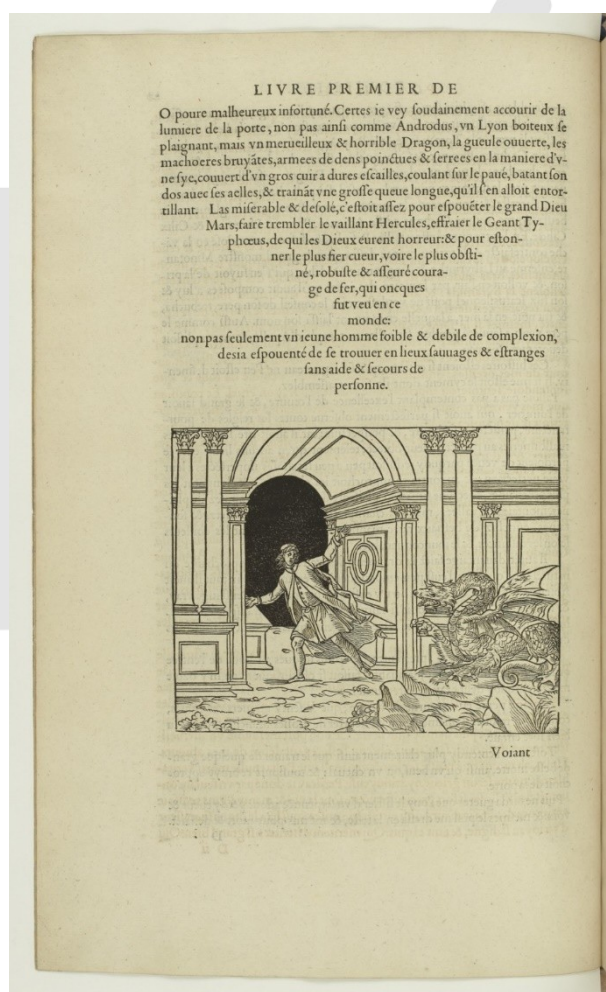 LIVRE PREMIER DE
O poure malheureux infortuné. Certes ie vey ſoudainement accourir de la
lumiere de la porte, non pas ainſi comme Androdus, vn Lyon boiteux ſe
plaignant, mais vn merueilleux & horrible Dragon, la gueule ouuerte, les
machoeres bruyãtes, armees de dens poinctues & ſerrees en la maniere d'v-
ne ſye, couuert d'vn gros cuir a dures eſcailles, coulant ſur le paué, batant ſon
dos auec ſes aelles, & trainãt vne groſſe queue longue, qu'il ſ'en alloit entor-
tillant. Las miſerable & deſolé, c'eſtoit aſſez pour eſpouẽter le grand Dieu
Mars, faire trembler le vaillant Hercules, effraier le Geant Ty-
phœus, de qui les Dieux eurent horreur: & pour eſton-
ner le plus fier cueur, voire le plus obſti-
né, robuſte & aſſeuré coura-
ge de fer, qui oncques
fut veu en ce
monde:
non pas ſeulement vn ieune homme foible & debile de complexion,
deſia eſpouenté de ſe trouuer en lieux ſauuages & eſtranges
ſans aide & ſecours de
perſonne.
Voiant